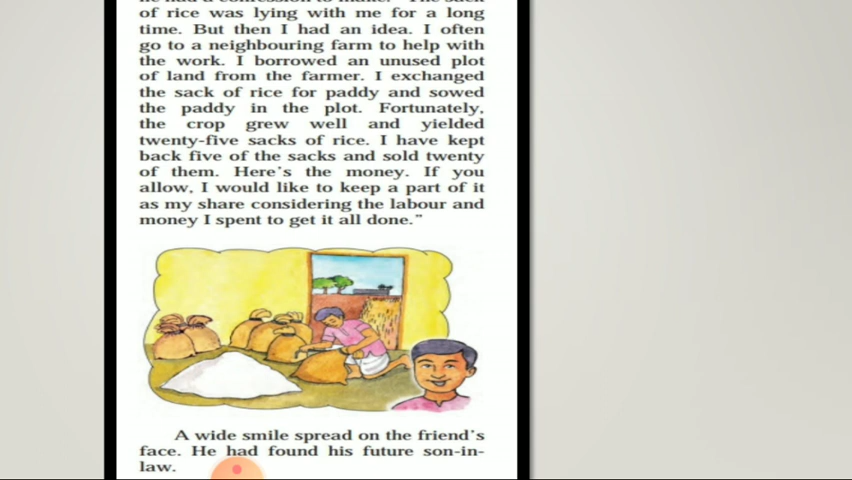 of rice was lying with me for a long
time. But then I had an idea. I often
go to a neighbouring farm to help with
the work. I borrowed an unused plot
of land from the farmer. I exchanged
the sack of rice for paddy and sowed
the paddy in the plot. Fortunately,
the crop grew well and yielded
twenty-five sacks of rice. I have kept
back five of the sacks and sold twenty
of them. Here's the money. If you
allow, I would like to keep a part of it
as my share considering the labour and
money I spent to get it all done."
A wide smile spread on the friend's
face. He had found his future son-in-
law.